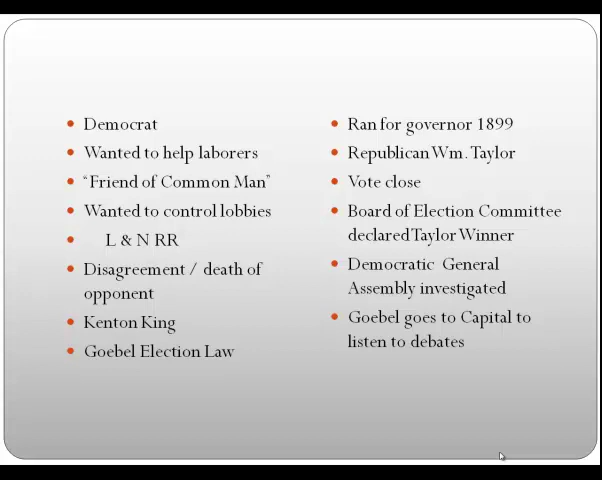 Democrat
Wanted to help laborers
“Friend of Common Man”
Wanted to control lobbies
L & N RR
Disagreement / death of
opponent
Kenton King
Goebel Election Law
Ran for governor 1899
Republican Wm. Taylor
Vote close
Board of Election Committee
declared Taylor Winner
Democratic General
Assembly investigated
Goebel goes to Capital to
listen to debates